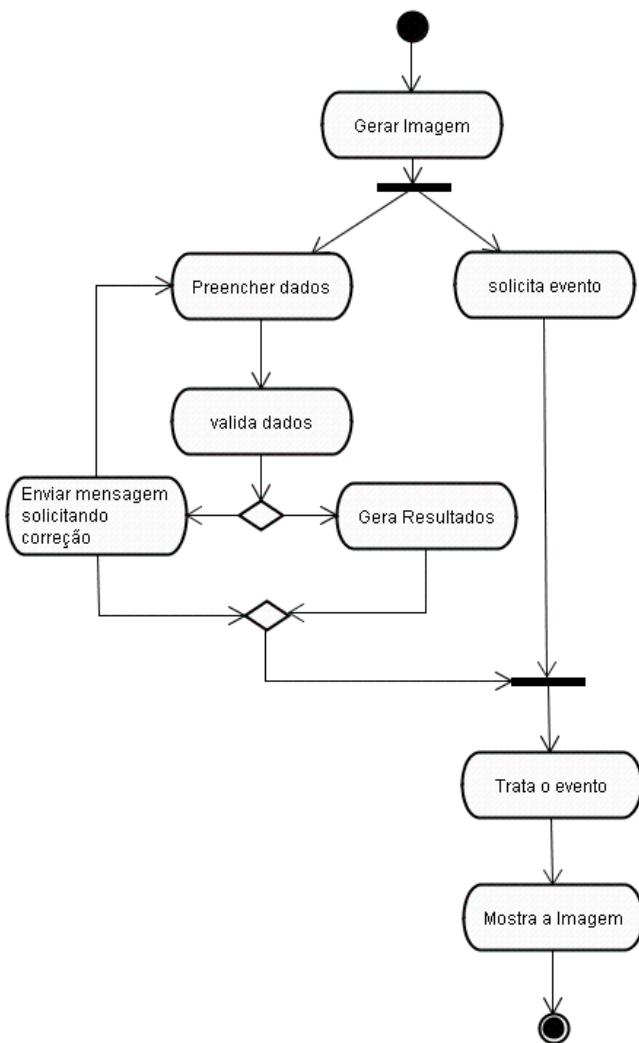 Gerar Imagem
Preencher dados
solicita evento
valida dados
Enviar mensagem
solicitando
correção
Gera Resultados
Trata o evento
Mostra a Imagem